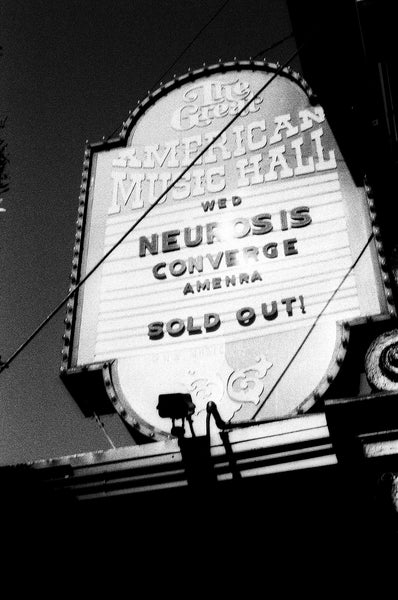 The
Great
AMERICAN
MUSIC HALL
WED
NEUROSIS
CONVERGE
AMENRA
SOLD OUT!